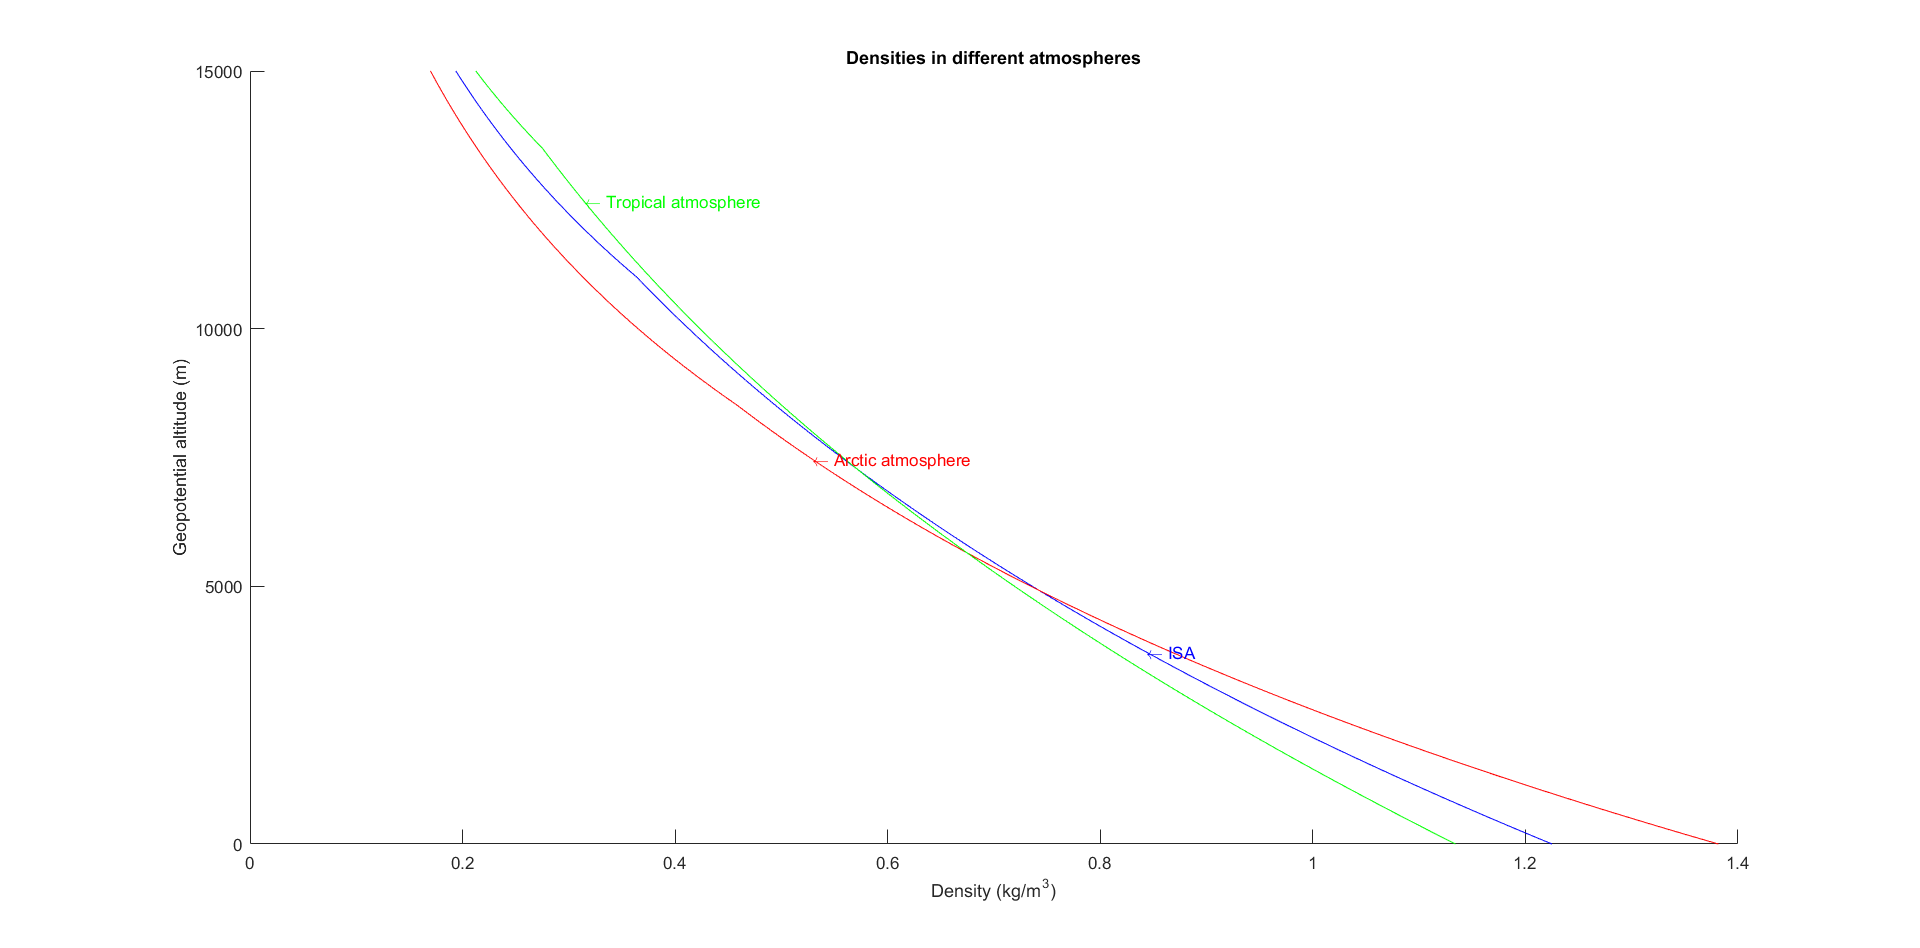 Densities in different atmospheres
15000
← Tropical atmosphere
10000
Geopotential altitude (m)
← Arctic atmosphere
5000
← ISA
0
0 0.2 0.4 0.6 0.8 1 1.2 1.4
Density (kg/m³)